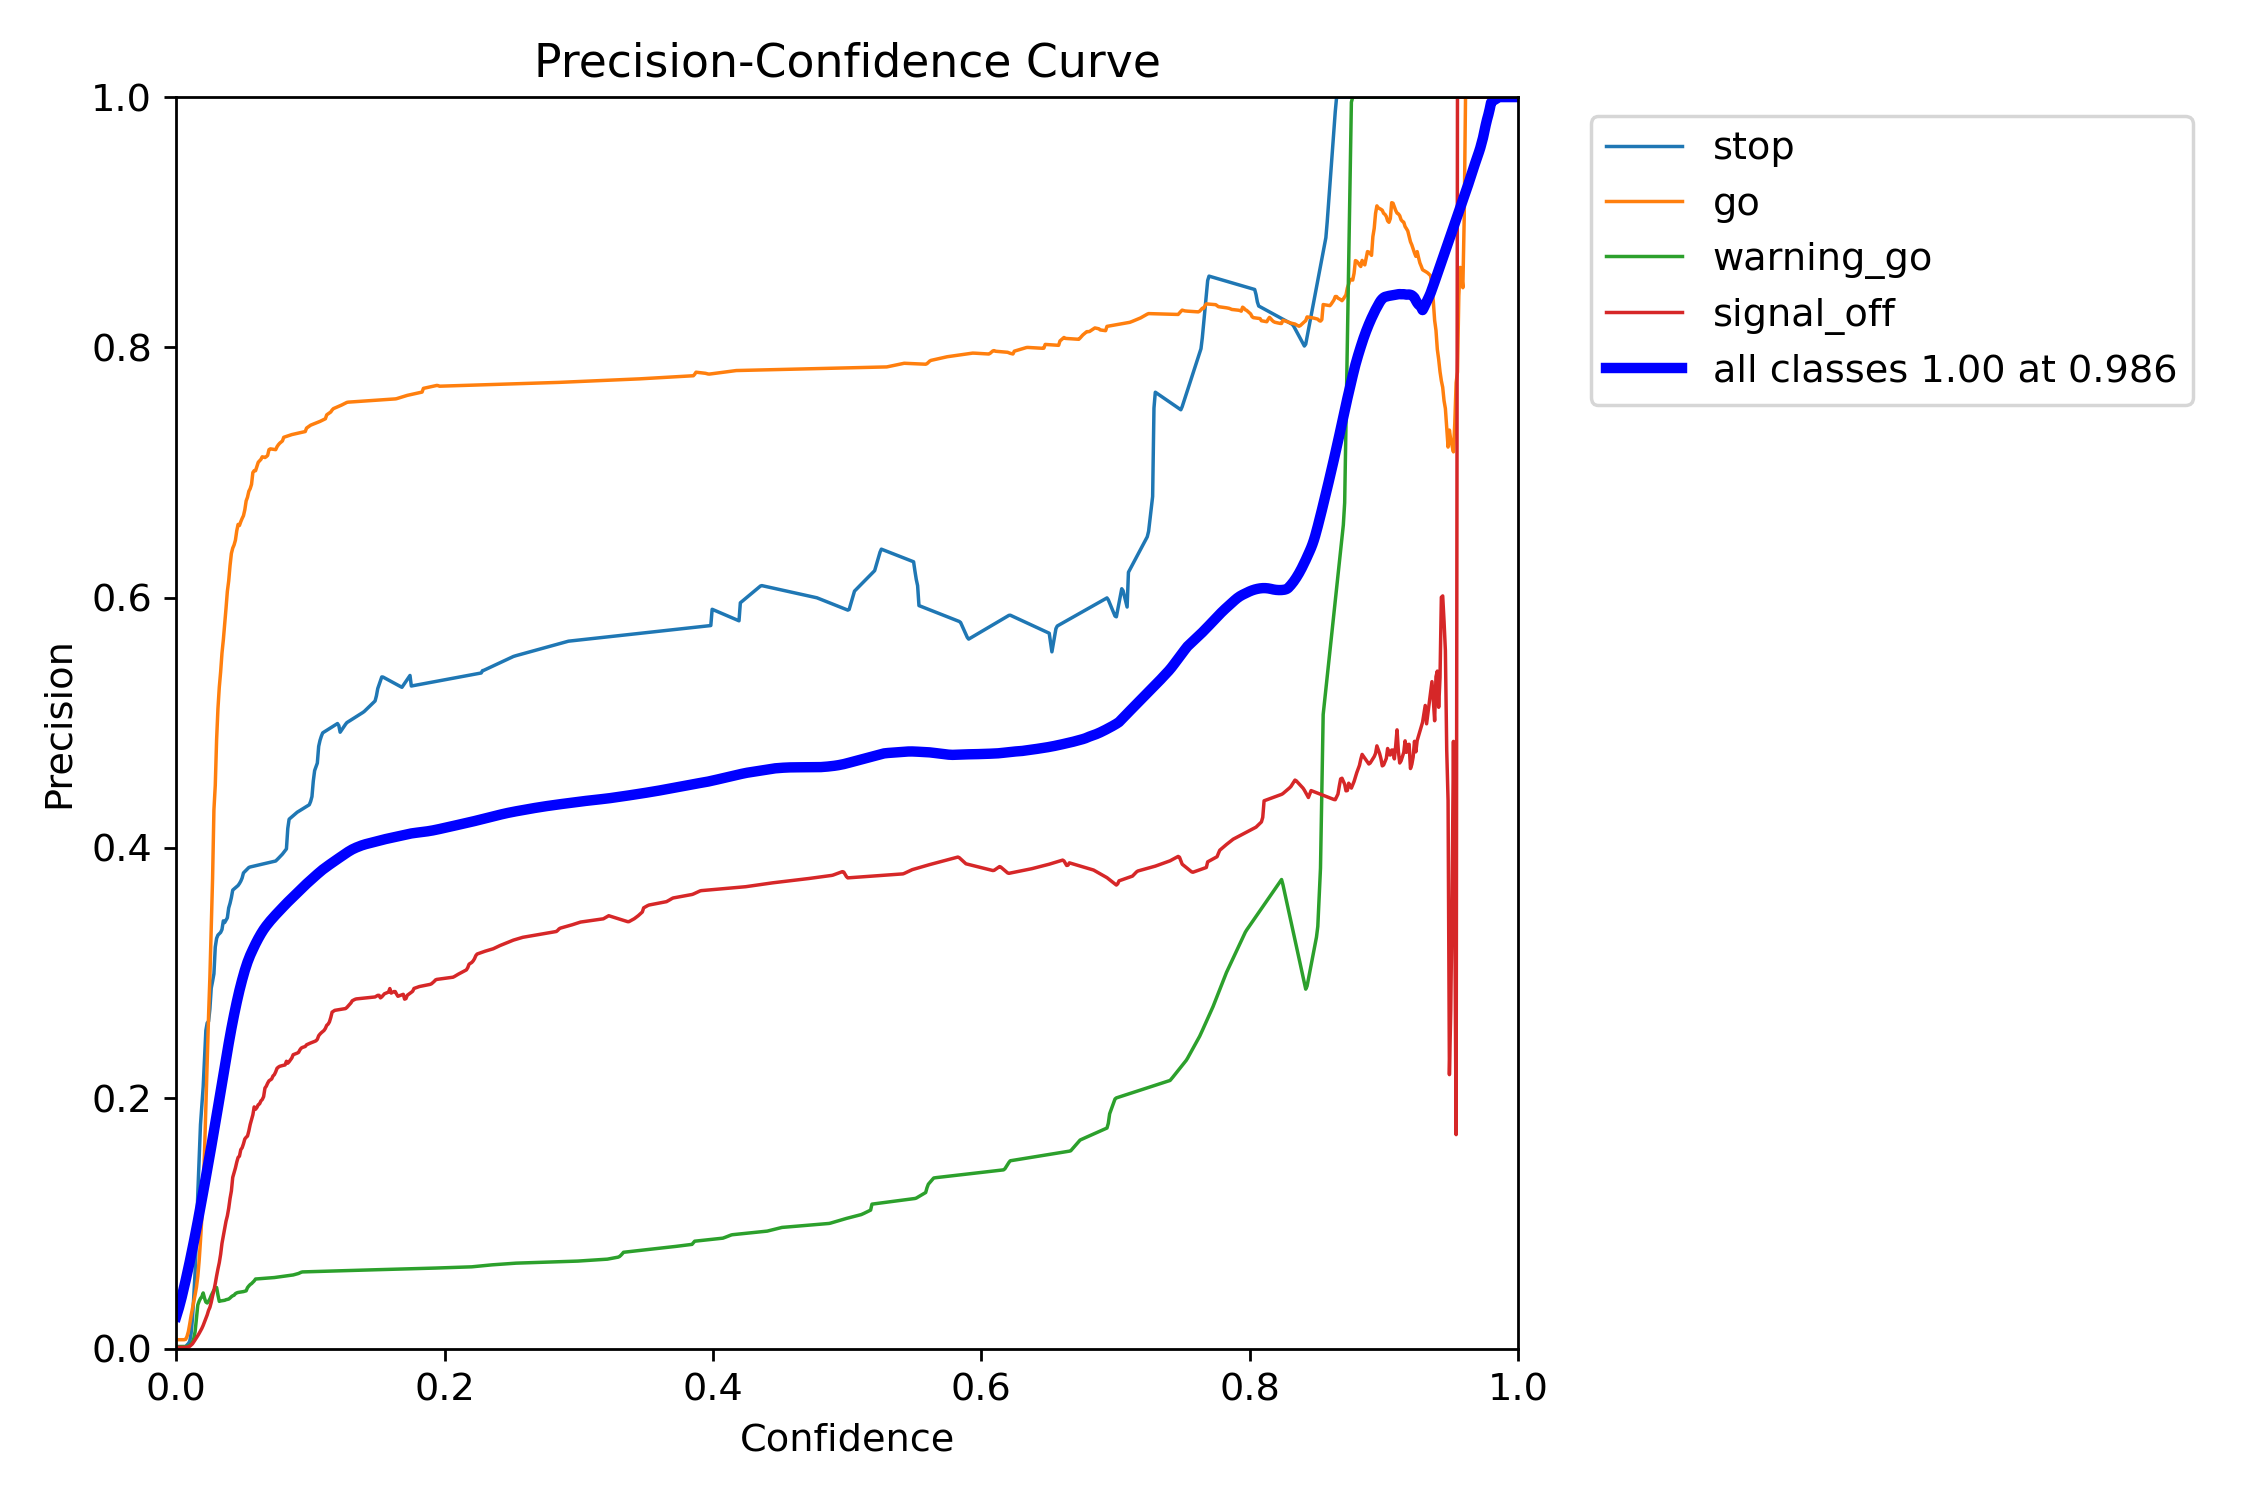 Precision-Confidence Curve
1.0
0.8
0.6
0.4
0.2
0.0
Precision
0.0 0.2 0.4 0.6 0.8 1.0
Confidence
stop
go
warning_go
signal_off
all classes 1.00 at 0.986